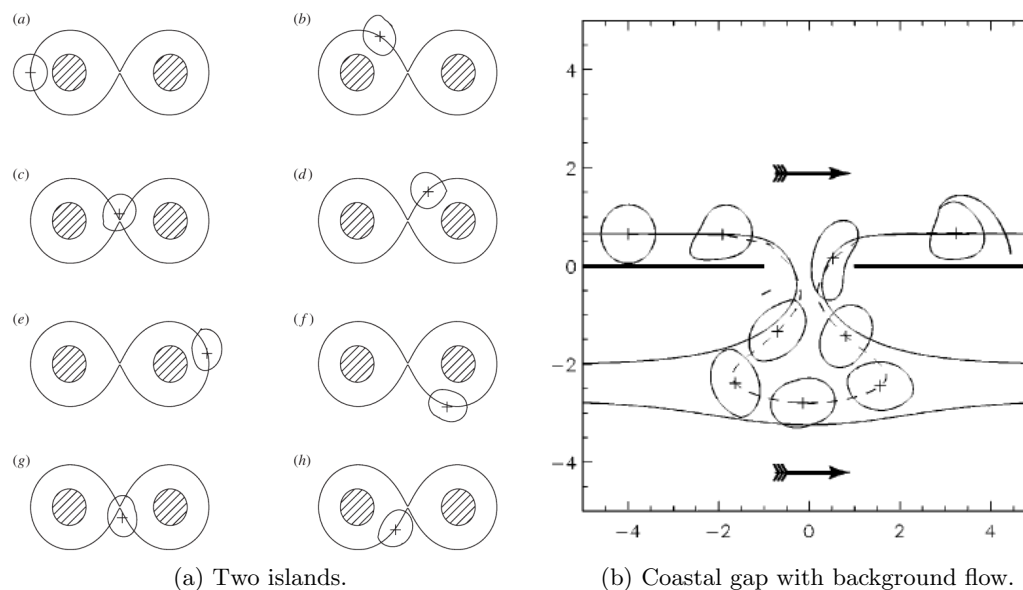 (a) (b)
(c) (d)
(e) (f)
(g) (h)
4
2
0
−2
−4
−4 −2 0 2 4
(a) Two islands. (b) Coastal gap with background flow.